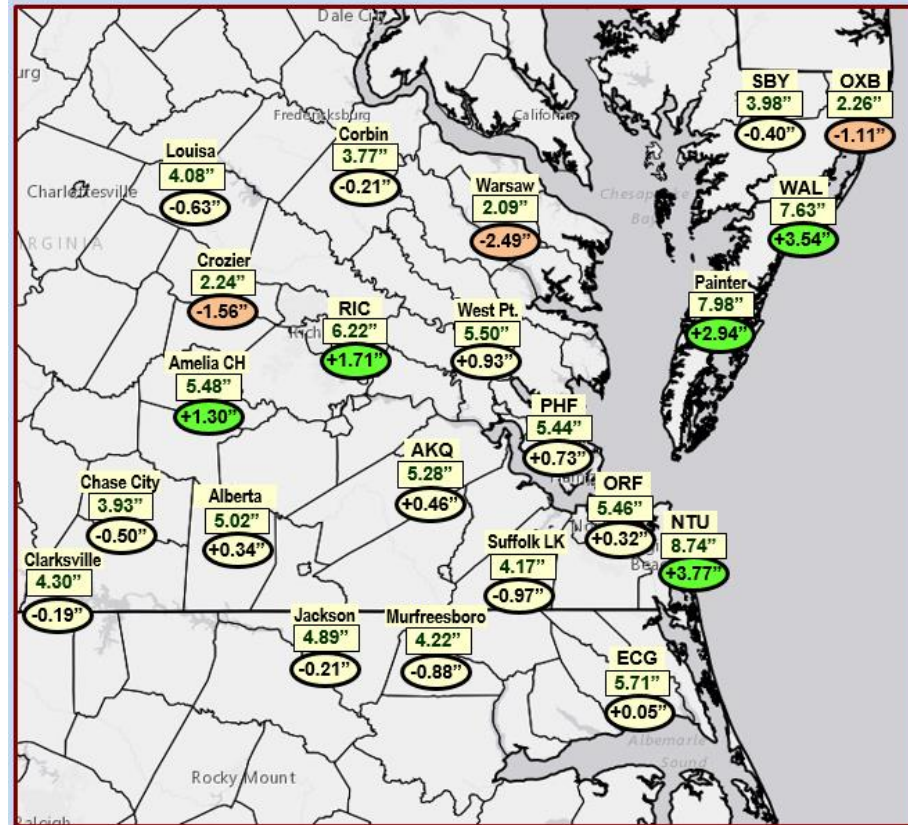 Dale City
urg
SBY
3.98”
-0.40”
OXB
2.26”
-1.11”
Fredericksburg
California
Corbin
3.77”
-0.21”
Louisa
4.08”
-0.63”
Charlottesville
Warsaw
2.09”
-2.49”
Chesapeake
Bay
WAL
7.63”
+3.54”
VIRGINIA
Crozier
2.24”
-1.56”
RIC
6.22”
+1.71”
Rich
West Pt.
5.50”
+0.93”
Painter
7.98”
+2.94”
Amelia CH
5.48”
+1.30”
PHF
5.44”
+0.73”
AKQ
5.28”
+0.46”
ORF
5.46”
+0.32”
Chase City
3.93”
-0.50”
Alberta
5.02”
+0.34”
NTU
8.74”
+3.77”
Bea
Suffolk LK
4.17”
-0.97”
Clarksville
4.30”
-0.19”
Jackson
4.89”
-0.21”
Murfreesboro
4.22”
-0.88”
ECG
5.71”
+0.05”
Albemarle
Sound
Rocky Mount
Raleigh